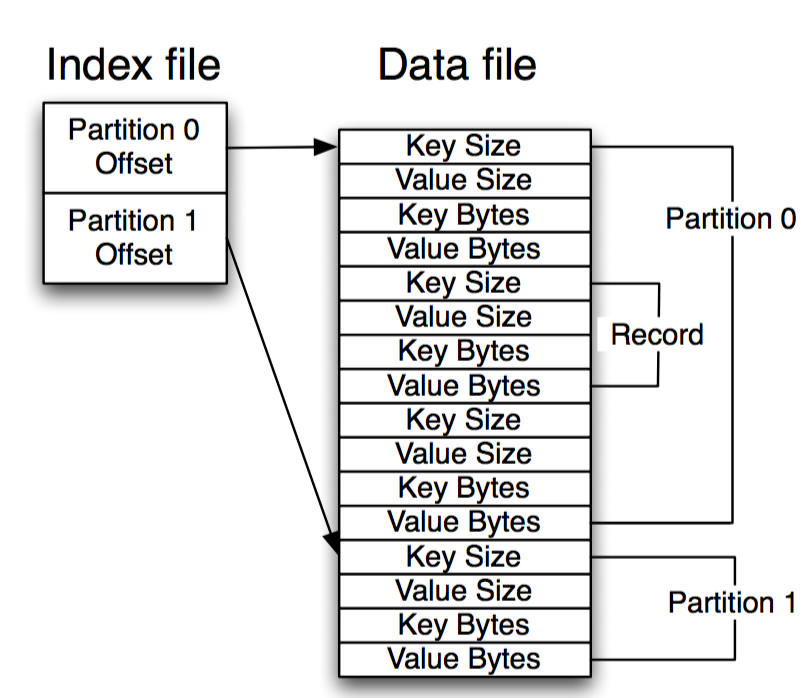 Index file
Data file
Partition 0
Offset
Partition 1
Offset
Key Size
Value Size
Key Bytes
Value Bytes
Key Size
Value Size
Key Bytes
Value Bytes
Key Size
Value Size
Key Bytes
Value Bytes
Key Size
Value Size
Key Bytes
Value Bytes
Partition 0
Record
Partition 1